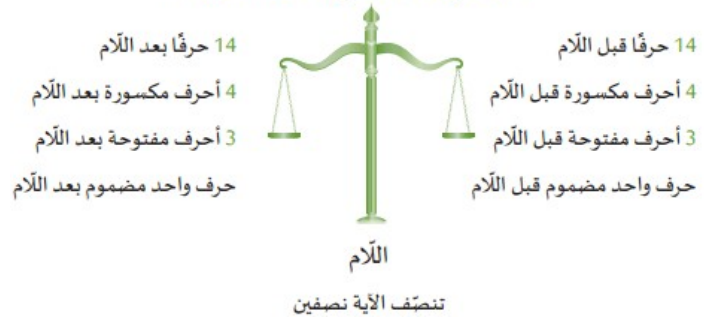 14 حرفًا قبل اللّام
14 حرفًا بعد اللّام
4 أحرف مكسورة قبل اللّام
4 أحرف مكسورة بعد اللّام
3 أحرف مفتوحة قبل اللّام
3 أحرف مفتوحة بعد اللّام
حرف واحد مضموم قبل اللّام
حرف واحد مضموم بعد اللّام
اللّام
تنصّف الآية نصفين